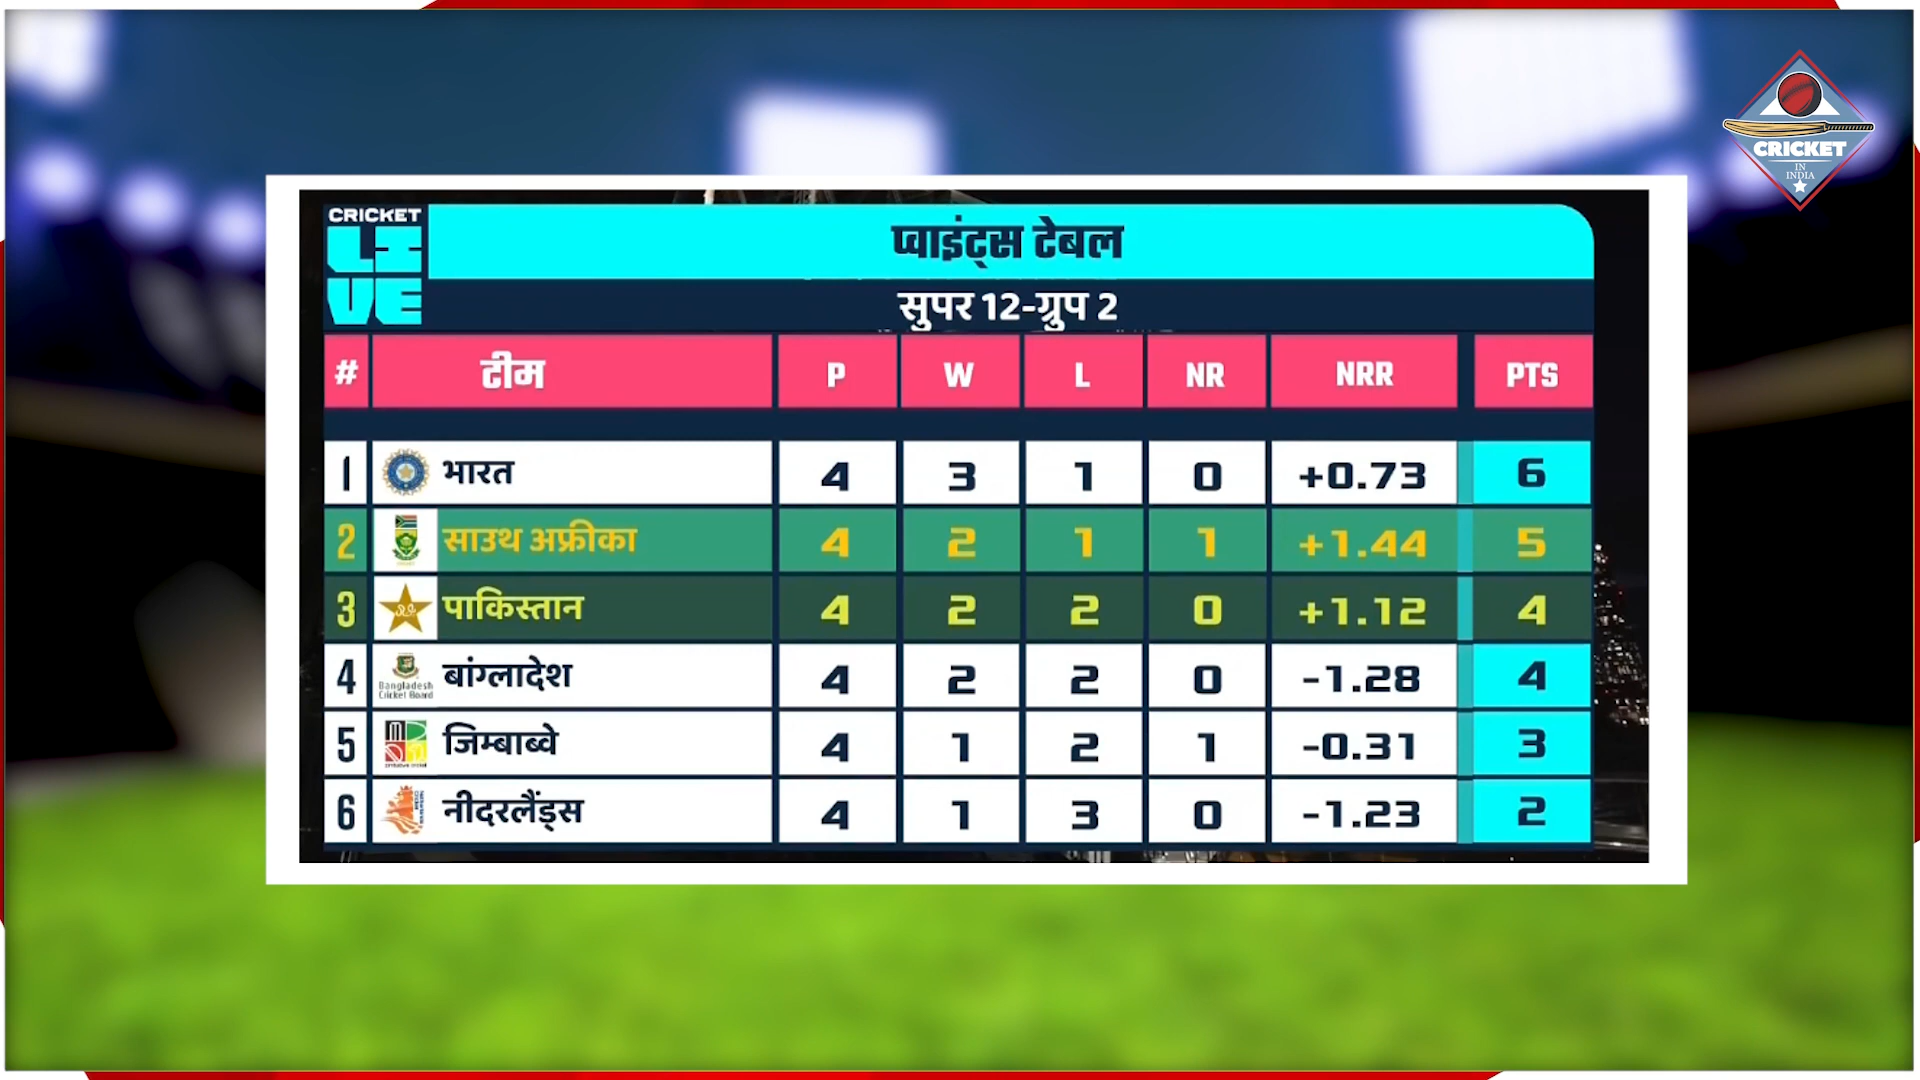 CRICKET
IN
INDIA
CRICKET
LIVE
प्वाइंट्स टेबल
सुपर 12-ग्रुप 2
# टीम P W L NR NRR PTS
1 भारत 4 3 1 0 +0.73 6
2 साउथ अफ्रीका 4 2 1 1 +1.44 5
3 पाकिस्तान 4 2 2 0 +1.12 4
4 Bangladesh Cricket Board बांग्लादेश 4 2 2 0 -1.28 4
5 जिम्बाब्वे 4 1 2 1 -0.31 3
6 नीदरलैंड्स 4 1 3 0 -1.23 2